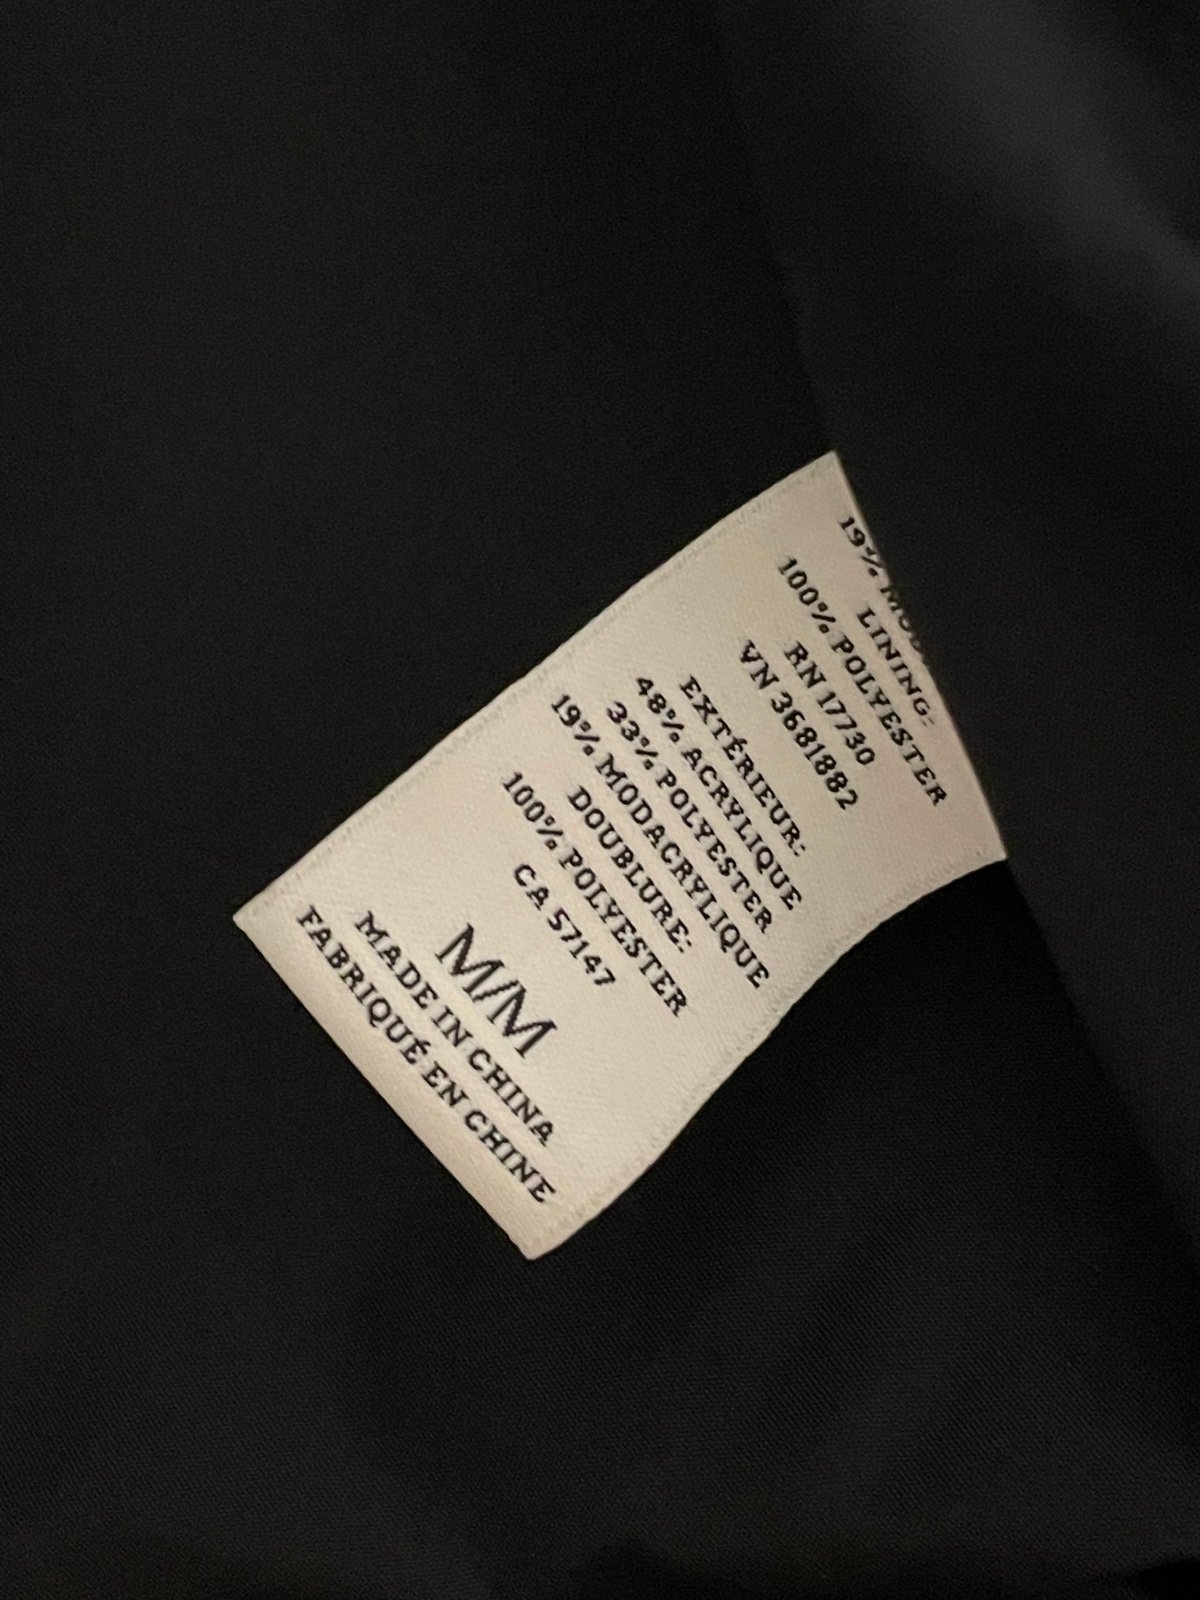 19%
LINING:
100% POLYESTER
RN 17730
VN 3681882
EXTÉRIEUR:
48% ACRYLIQUE
33% POLYESTER
19% MODACRYLIQUE
DOUBLURE:
100% POLYESTER
CA 57147
M/M
MADE IN CHINA
FABRIQUÉ EN CHINE